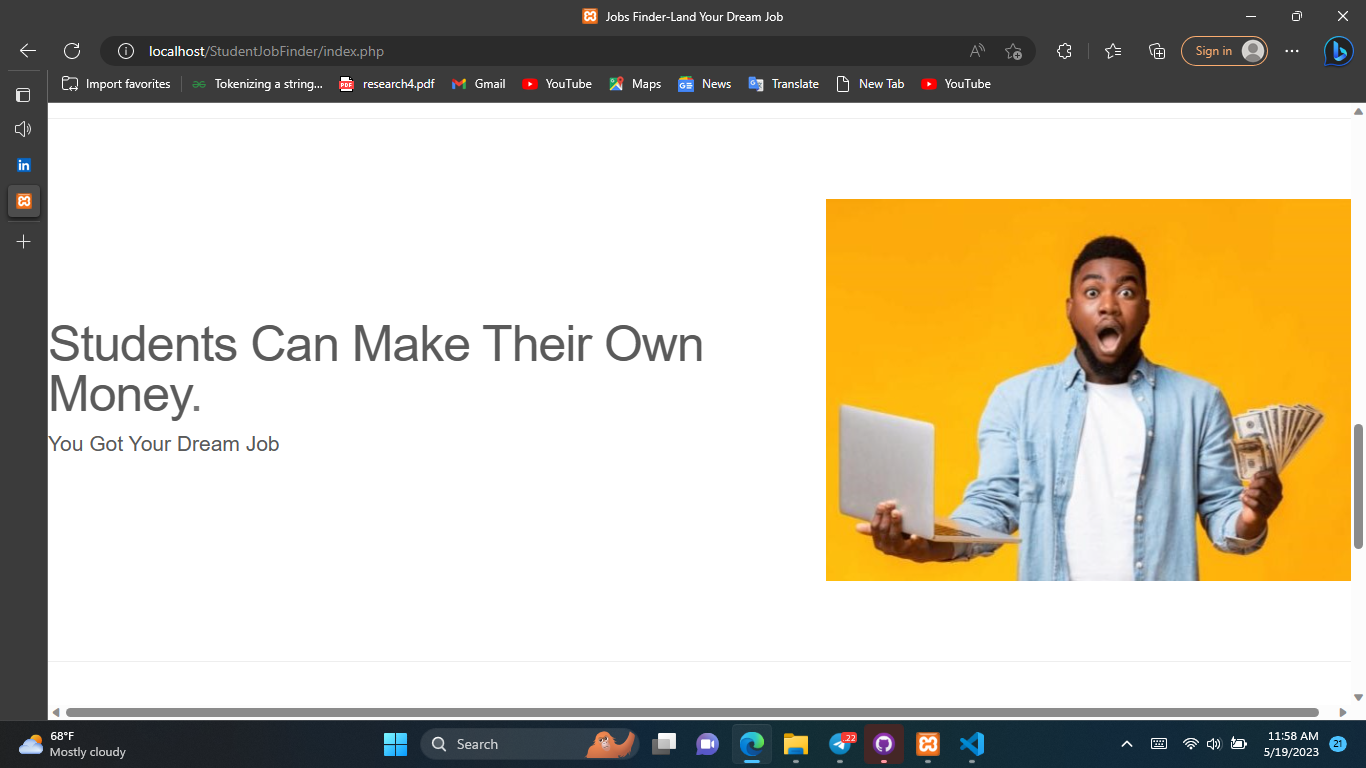 Jobs Finder-Land Your Dream Job
localhost/StudentJobFinder/index.php
Sign in
Import favorites
Tokenizing a string...
research4.pdf
Gmail
YouTube
Maps
News
Translate
New Tab
YouTube
in
Students Can Make Their Own
Money.
You Got Your Dream Job
68°F
Mostly cloudy
Search
22
11:58 AM
5/19/2023
21